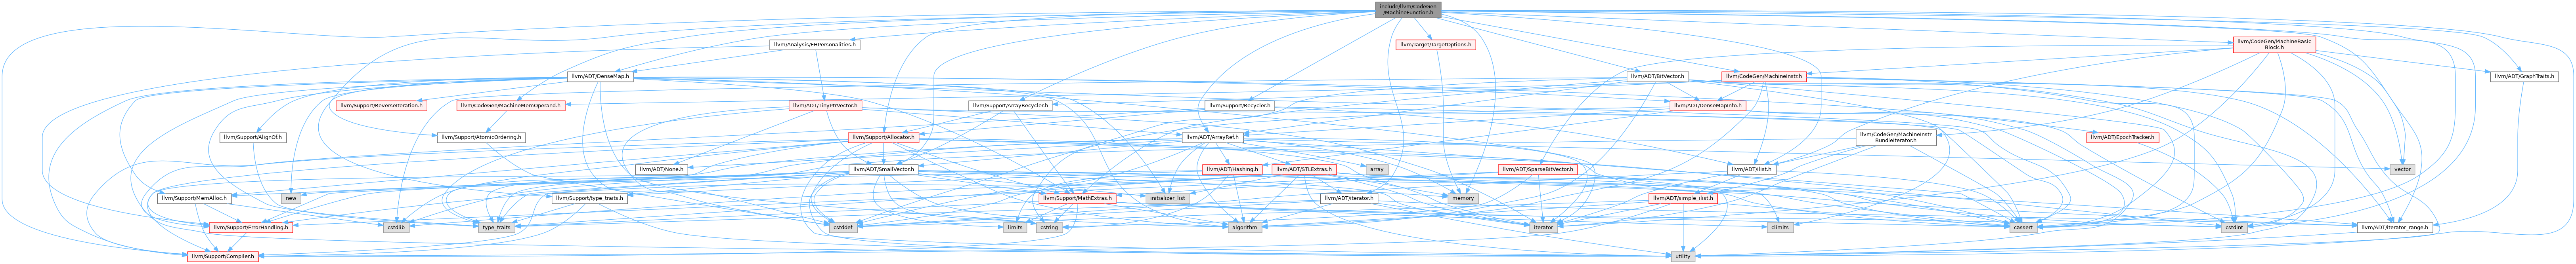 include/llvm/CodeGen
/MachineFunction.h
llvm/Analysis/EHPersonalities.h
llvm/Target/TargetOptions.h
llvm/CodeGen/MachineBasic
Block.h
llvm/ADT/DenseMap.h
llvm/ADT/BitVector.h
llvm/CodeGen/MachineInstr.h
llvm/ADT/GraphTraits.h
llvm/Support/ReverseIteration.h
llvm/CodeGen/MachineMemOperand.h
llvm/ADT/TinyPtrVector.h
llvm/Support/ArrayRecycler.h
llvm/Support/Recycler.h
llvm/ADT/DenseMapInfo.h
llvm/Support/AlignOf.h
llvm/Support/AtomicOrdering.h
llvm/Support/Allocator.h
llvm/ADT/ArrayRef.h
llvm/CodeGen/MachineInstr
BundleIterator.h
llvm/ADT/EpochTracker.h
llvm/ADT/None.h
llvm/ADT/SmallVector.h
llvm/ADT/Hashing.h
llvm/ADT/STLExtras.h
array
llvm/ADT/SparseBitVector.h
llvm/ADT/ilist.h
vector
llvm/Support/MemAlloc.h
new
llvm/Support/type_traits.h
llvm/Support/MathExtras.h
initializer_list
llvm/ADT/iterator.h
memory
llvm/ADT/simple_ilist.h
llvm/Support/ErrorHandling.h
cstdlib
type_traits
cstddef
limits
cstring
algorithm
iterator
climits
cassert
cstdint
llvm/ADT/iterator_range.h
llvm/Support/Compiler.h
utility